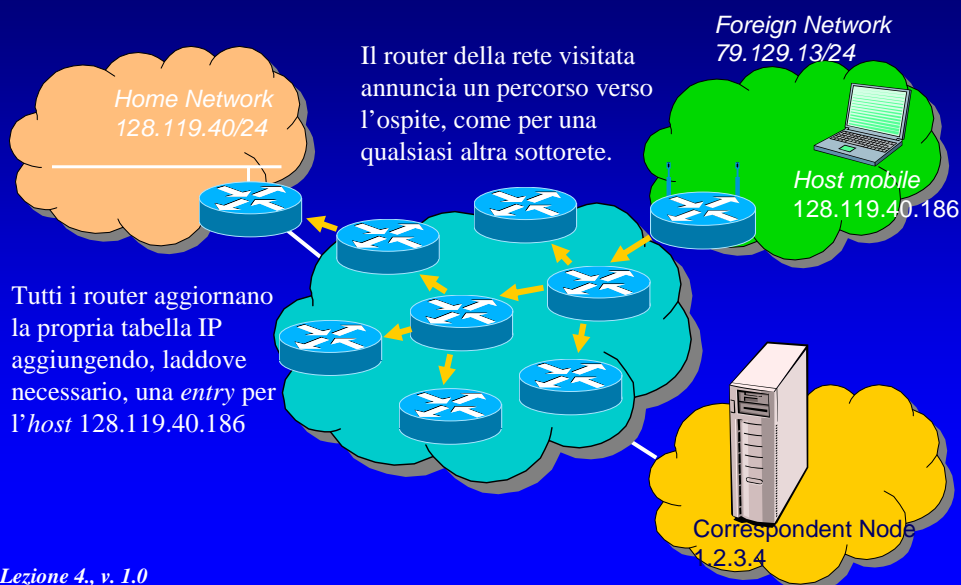 Foreign Network
79.129.13/24
Il router della rete visitata
annuncia un percorso verso
l'ospite, come per una
qualsiasi altra sottorete.
Home Network
128.119.40/24
Host mobile
128.119.40.186
Tutti i router aggiornano
la propria tabella IP
aggiungendo, laddove
necessario, una entry per
l'host 128.119.40.186
Correspondent Node
1.2.3.4
Lezione 4., v. 1.0